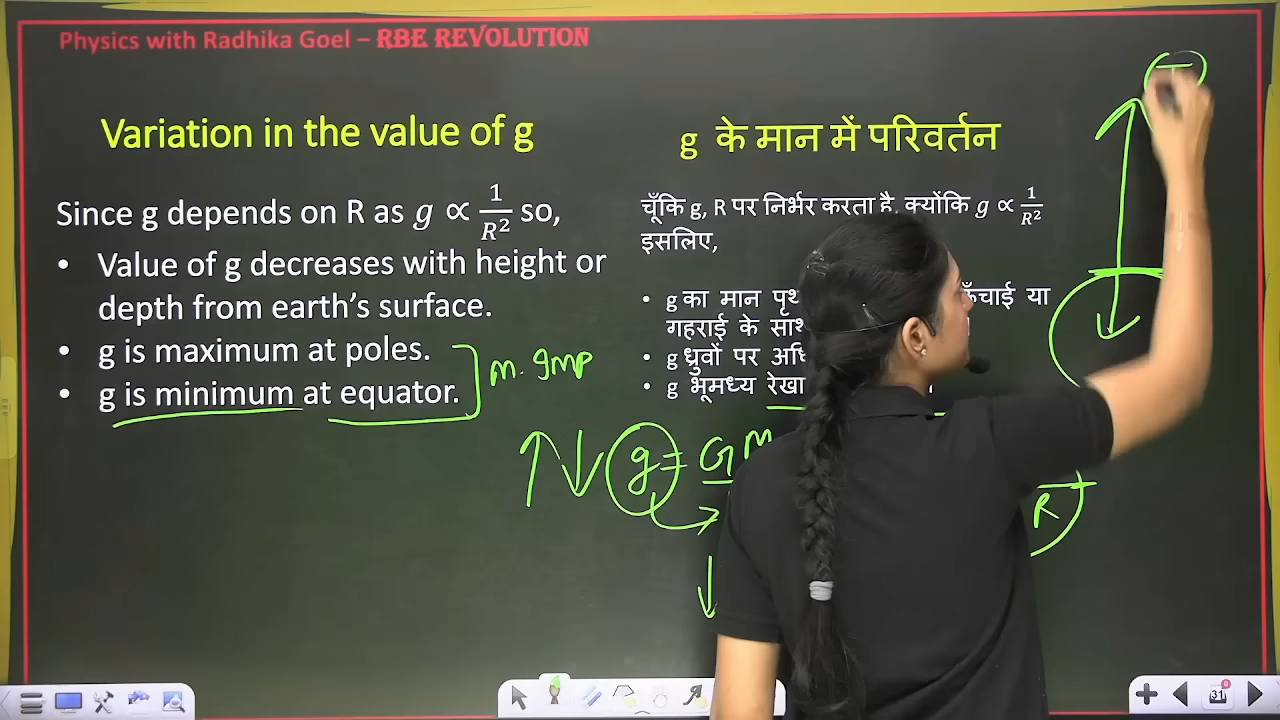 Physics with Radhika Goel – RBE REVOLUTION
Variation in the value of g
Since g depends on R as g ∝ 1/R² so,
• Value of g decreases with height or
depth from earth's surface.
• g is maximum at poles.
• g is minimum at equator.
m. gmp
g के मान में परिवर्तन
चूँकि g, R पर निर्भर करता है, क्योंकि g ∝ 1/R²
इसलिए,
• g का मान ऊँचाई या
गहराई के
• g ध्रुवों पर
• g भूमध्य रेखा
g = G m
R
31